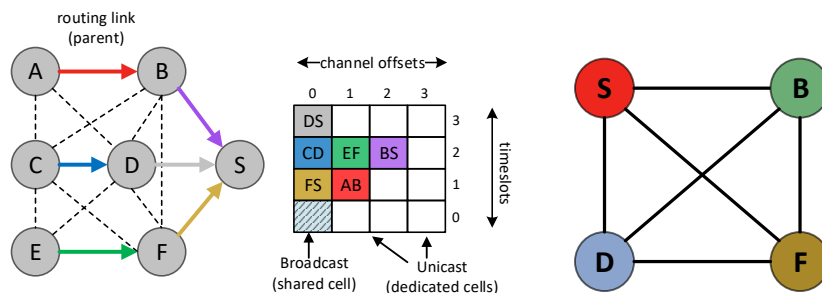 routing link
(parent)
A
B
C
D
S
E
F
channel offsets
0 1 2 3
DS
3
CD EF BS
2
FS AB
1
0
timeslots
Broadcast
(shared cell)
Unicast
(dedicated cells)
S
B
D
F